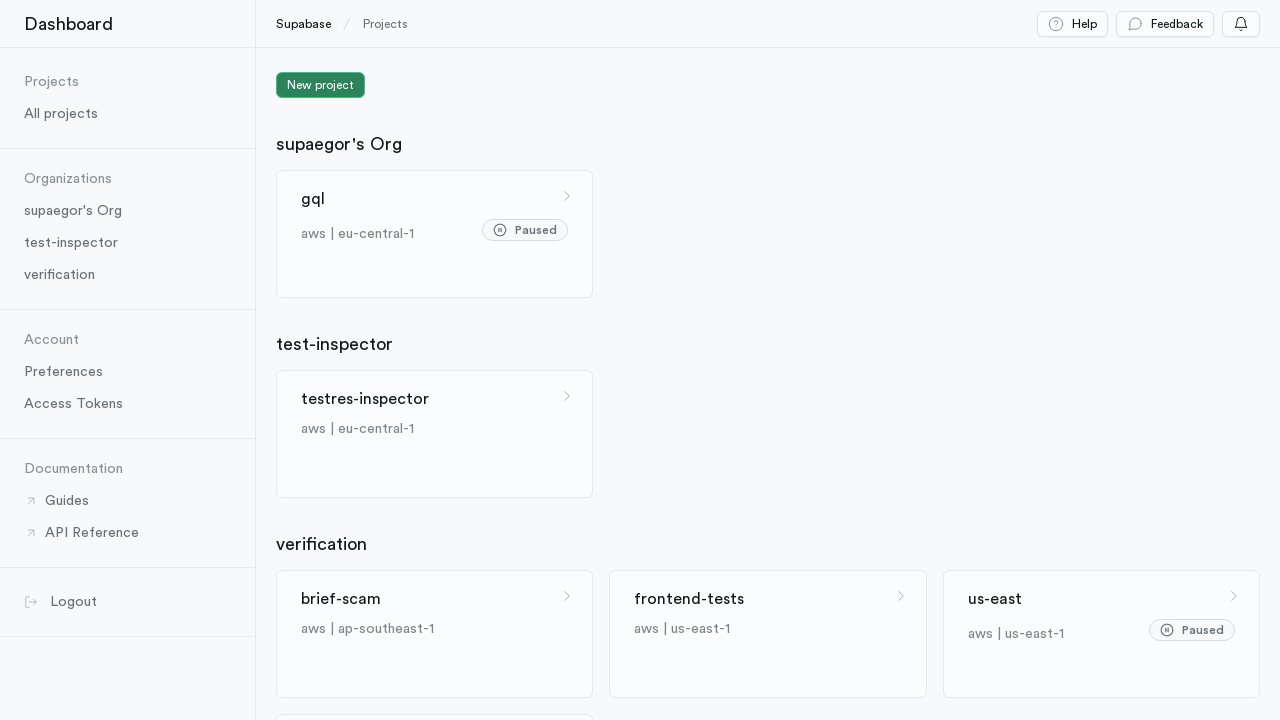 Dashboard
Supabase / Projects
Help
Feedback
Projects
All projects
Organizations
supaegor's Org
test-inspector
verification
Account
Preferences
Access Tokens
Documentation
Guides
API Reference
Logout
New project
supaegor's Org
gql
aws | eu-central-1
Paused
test-inspector
testres-inspector
aws | eu-central-1
verification
brief-scam
aws | ap-southeast-1
frontend-tests
aws | us-east-1
us-east
aws | us-east-1
Paused